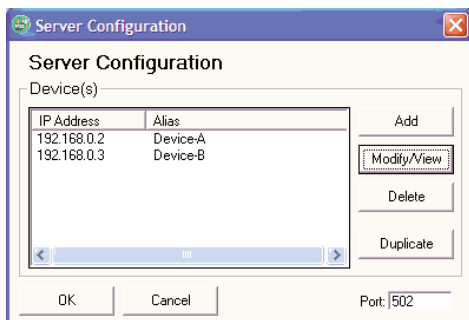 Server Configuration
Server Configuration
Device(s)
IP Address Alias
192.168.0.2 Device-A
192.168.0.3 Device-B
Add
Modify/View
Delete
Duplicate
OK Cancel Port: 502